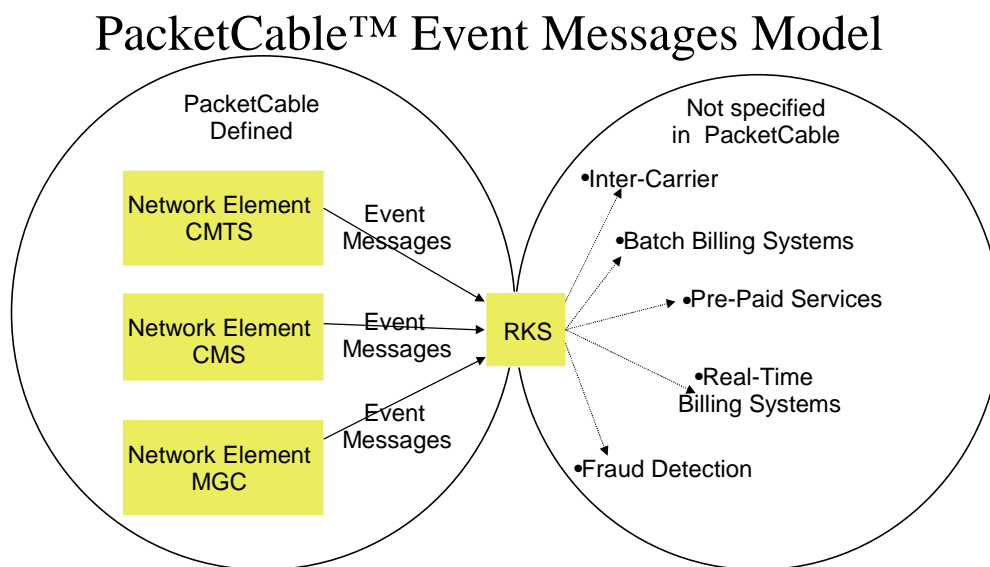 PacketCable™ Event Messages Model
PacketCable
Defined
Not specified
in PacketCable
Network Element
CMTS
Event
Messages
Network Element
CMS
Event
Messages
Network Element
MGC
Event
Messages
RKS
•Inter-Carrier
•Batch Billing Systems
•Pre-Paid Services
•Real-Time
Billing Systems
•Fraud Detection